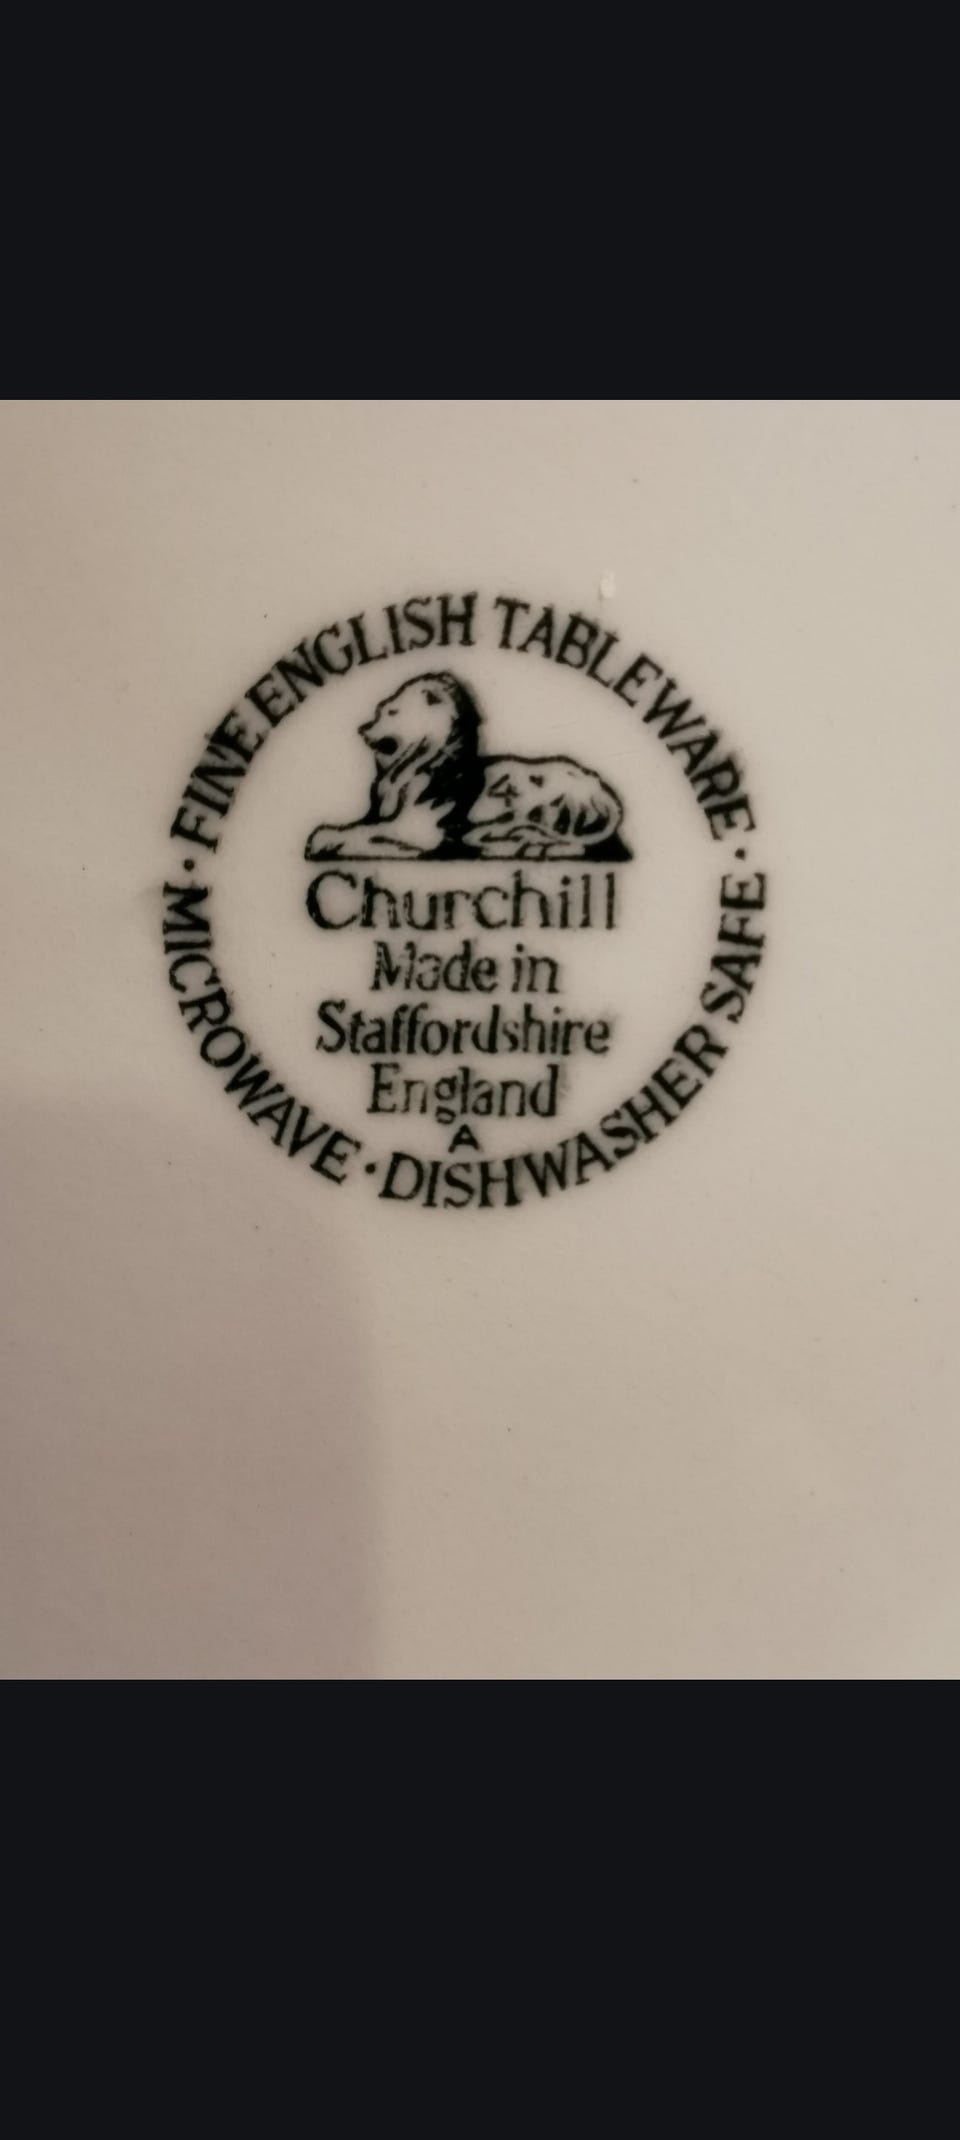 · FINE ENGLISH TABLEWARE ·
Churchill
Made in
Staffordshire
England
A
MICROWAVE · DISHWASHER SAFE